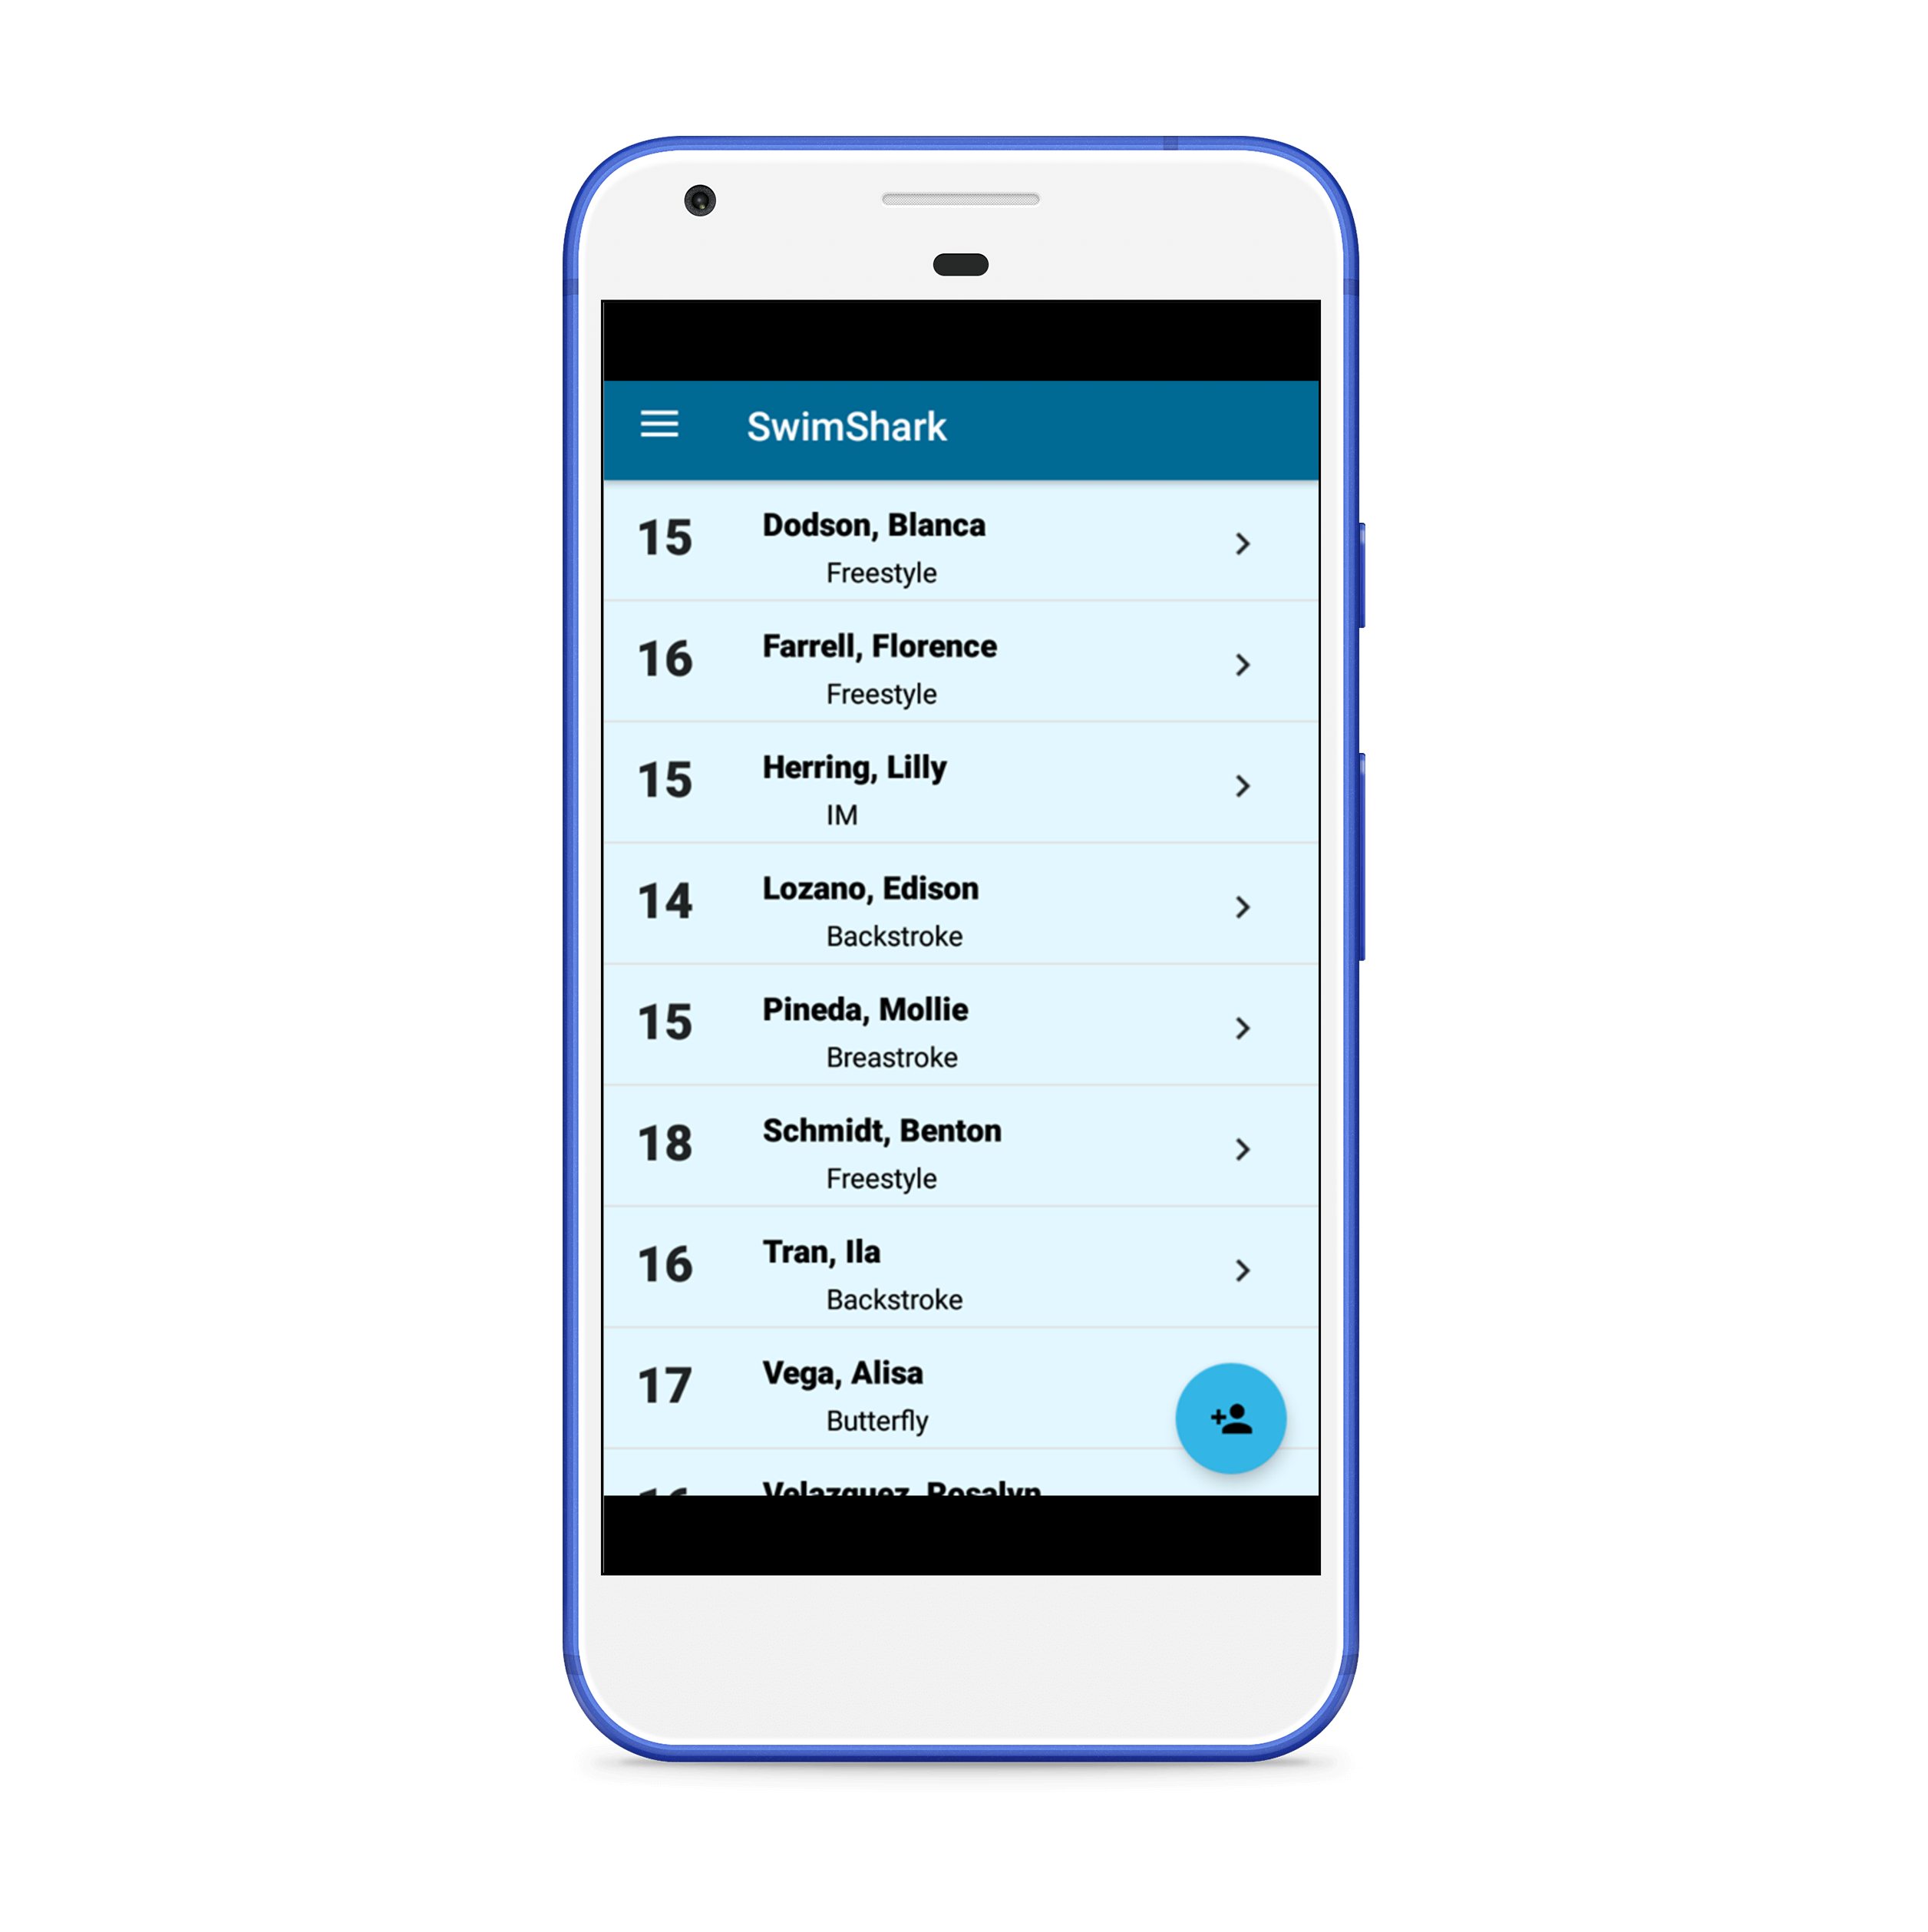 SwimShark
15 Dodson, Blanca
Freestyle
16 Farrell, Florence
Freestyle
15 Herring, Lilly
IM
14 Lozano, Edison
Backstroke
15 Pineda, Mollie
Breastroke
18 Schmidt, Benton
Freestyle
16 Tran, Ila
Backstroke
17 Vega, Alisa
Butterfly
Velazquez, Rosalyn